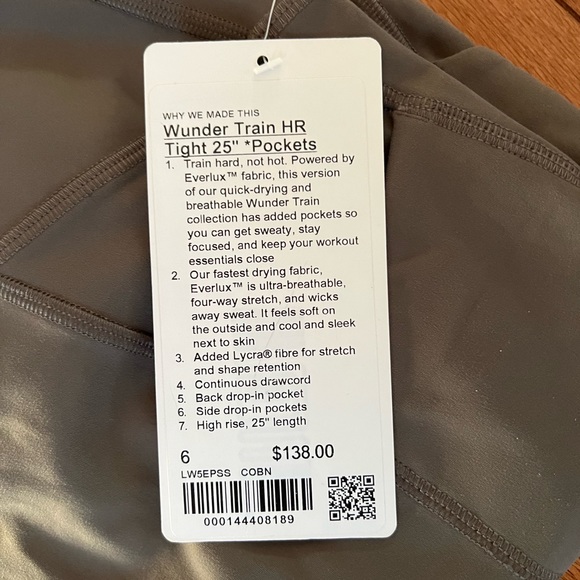 WHY WE MADE THIS
Wunder Train HR
Tight 25" *Pockets
1. Train hard, not hot. Powered by
Everlux™ fabric, this version
of our quick-drying and
breathable Wunder Train
collection has added pockets so
you can get sweaty, stay
focused, and keep your workout
essentials close
2. Our fastest drying fabric,
Everlux™ is ultra-breathable,
four-way stretch, and wicks
away sweat. It feels soft on
the outside and cool and sleek
next to skin
3. Added Lycra® fibre for stretch
and shape retention
4. Continuous drawcord
5. Back drop-in pocket
6. Side drop-in pockets
7. High rise, 25" length
6 $138.00
LW5EPSS COBN
000144408189